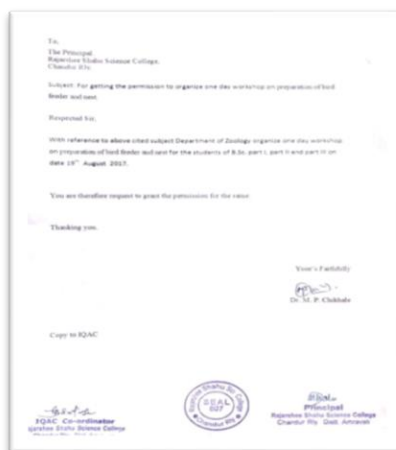 To,
The Principal
Rajarshee Shahu Science College,
Chandur Rly.
Subject: For getting the permission to organize one day workshop on preparation of bird
feeder and nest.
Respected Sir,
With reference to above cited subject Department of Zoology organize one day workshop
on preparation of bird feeder and nest for the students of B.Sc. part I, part II and part III on
date 19th August 2017.
You are therefore request to grant the permission for the same
Thanking you.
Your's Faithfully
Dr. M. P. Chikhale
Copy to IQAC
IQAC Co-ordinator
Rajarshee Shahu Science College
SEAL
027
Chandur Rly.
Principal
Rajarshee Shahu Science College
Chandur Rly. Distt. Amravati